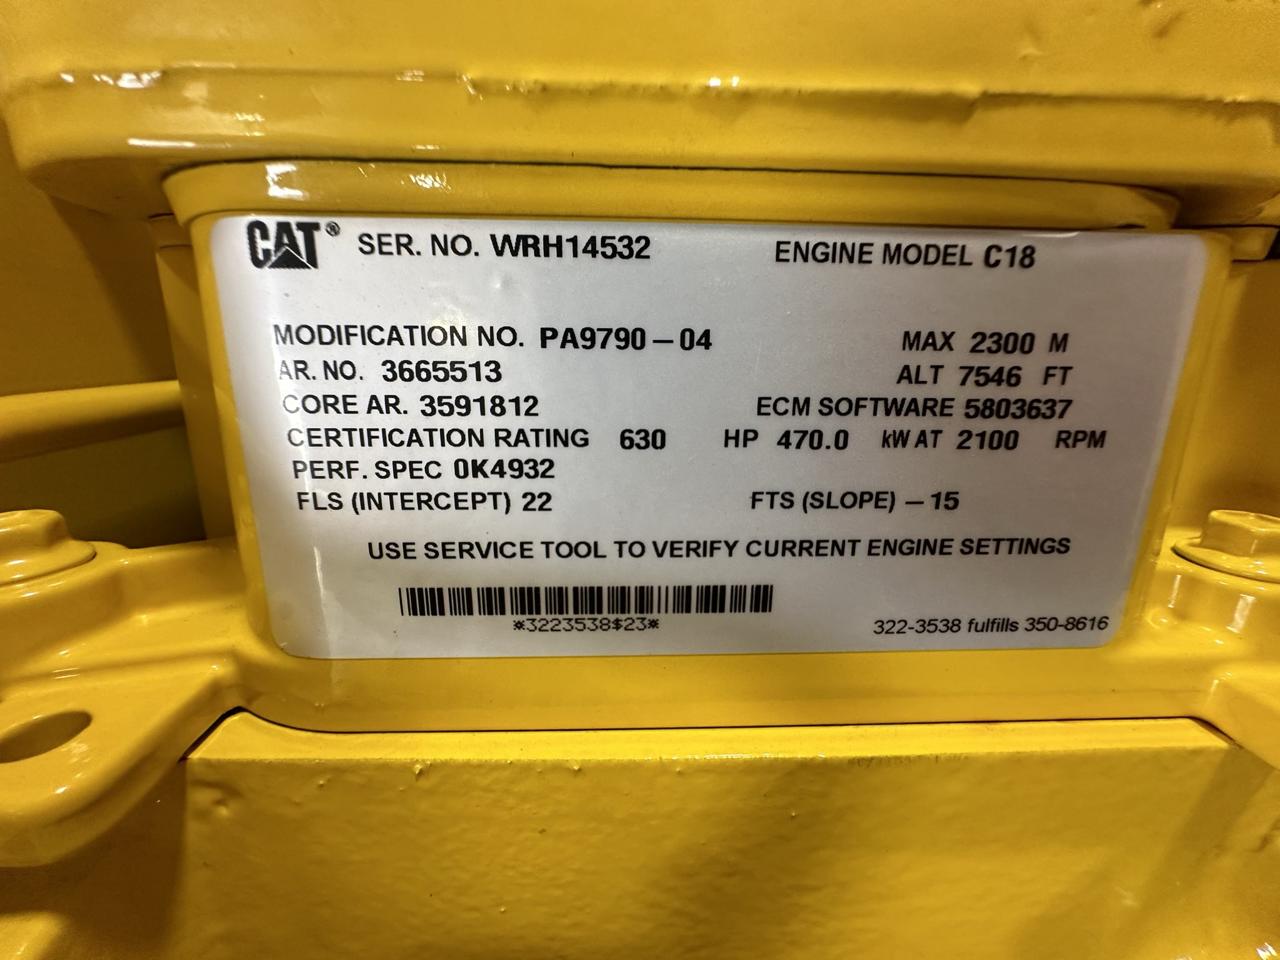 CAT® SER. NO. WRH14532 ENGINE MODEL C18
MODIFICATION NO. PA9790-04 MAX 2300 M
AR. NO. 3665513 ALT 7546 FT
CORE AR. 3591812 ECM SOFTWARE 5803637
CERTIFICATION RATING 630 HP 470.0 kW AT 2100 RPM
PERF. SPEC 0K4932
FLS (INTERCEPT) 22 FTS (SLOPE) -15
USE SERVICE TOOL TO VERIFY CURRENT ENGINE SETTINGS
*3223538$23*
322-3538 fulfills 350-8616